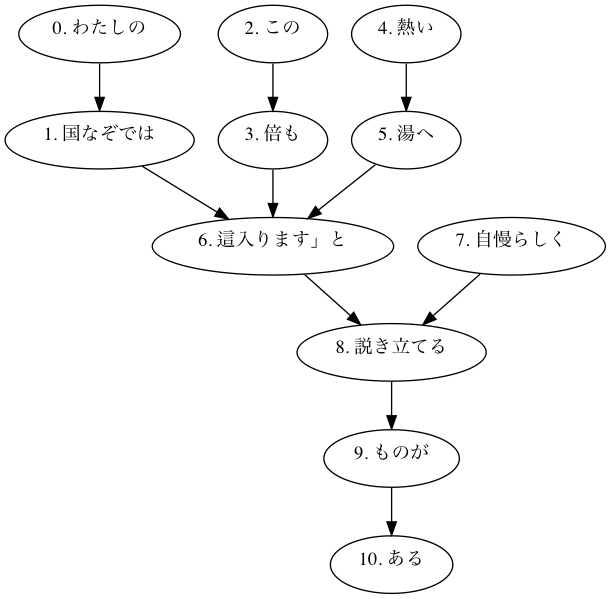 0. わたしの
2. この
4. 熱い
1. 国なぞでは
3. 倍も
5. 湯へ
6. 這入ります」と
7. 自慢らしく
8. 説き立てる
9. ものが
10. ある